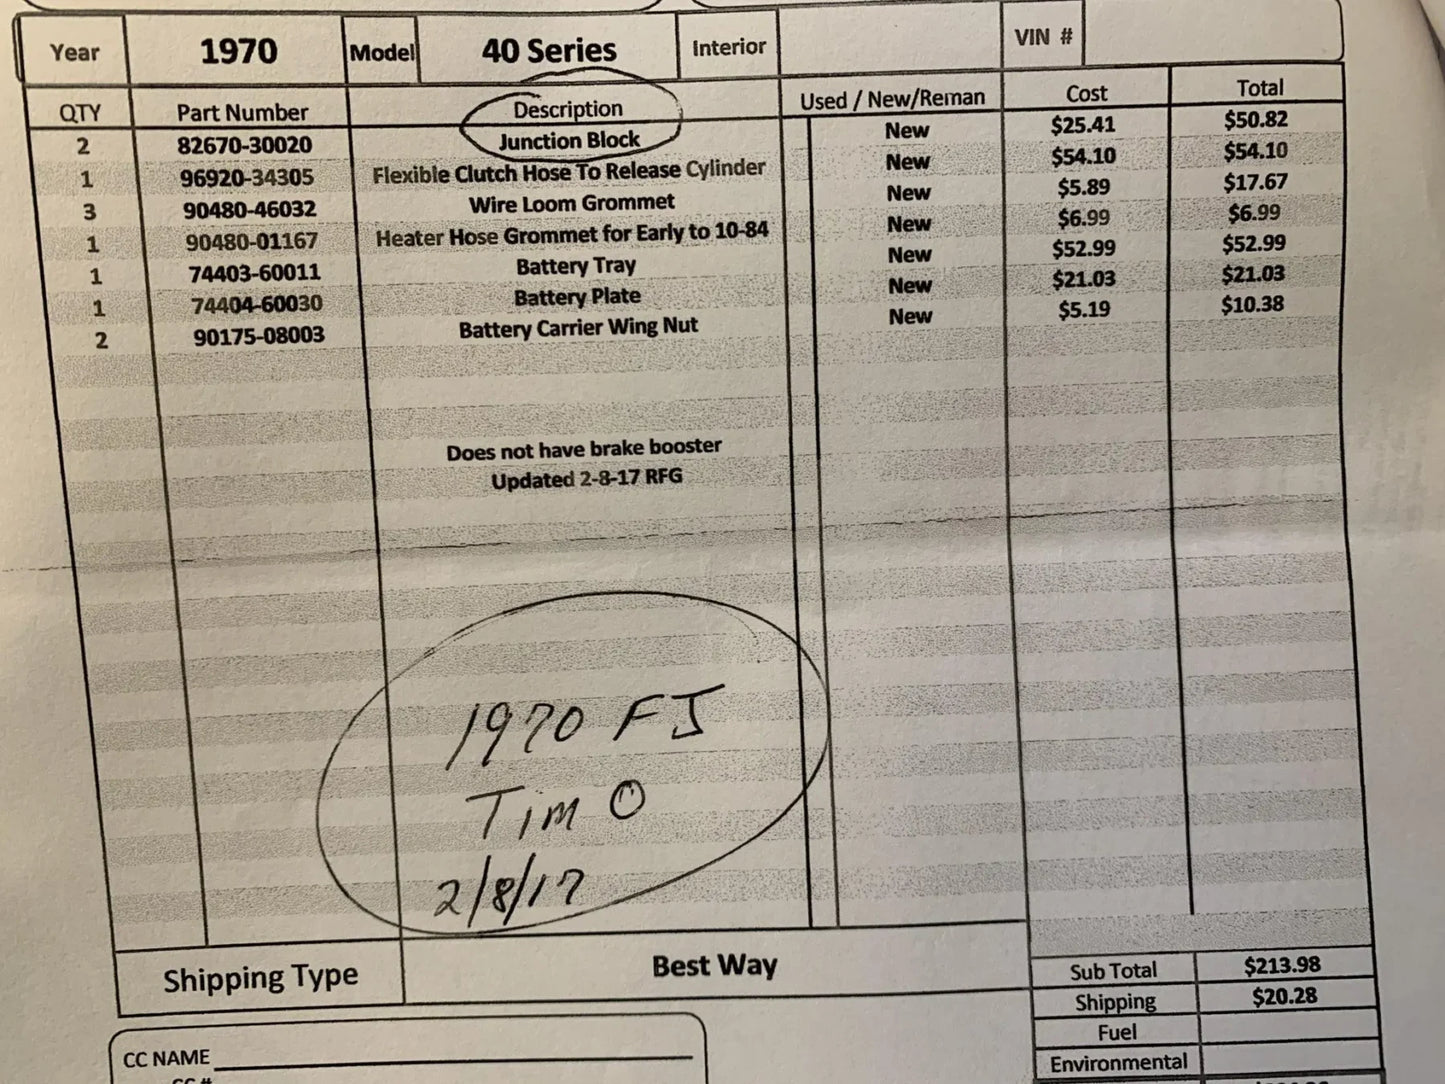 Year 1970 Model 40 Series Interior VIN #
QTY Part Number Description Used / New/Reman Cost Total
2 82670-30020 Junction Block New $25.41 $50.82
1 96920-34305 Flexible Clutch Hose To Release Cylinder New $54.10 $54.10
3 90480-46032 Wire Loom Grommet New $5.89 $17.67
1 90480-01167 Heater Hose Grommet for Early to 10-84 New $6.99 $6.99
1 74403-60011 Battery Tray New $52.99 $52.99
1 74404-60030 Battery Plate New $21.03 $21.03
2 90175-08003 Battery Carrier Wing Nut New $5.19 $10.38
Does not have brake booster
Updated 2-8-17 RFG
1970 FJ
Tim O
2/8/17
Shipping Type Best Way
Sub Total $213.98
Shipping $20.28
Fuel
Environmental
CC NAME